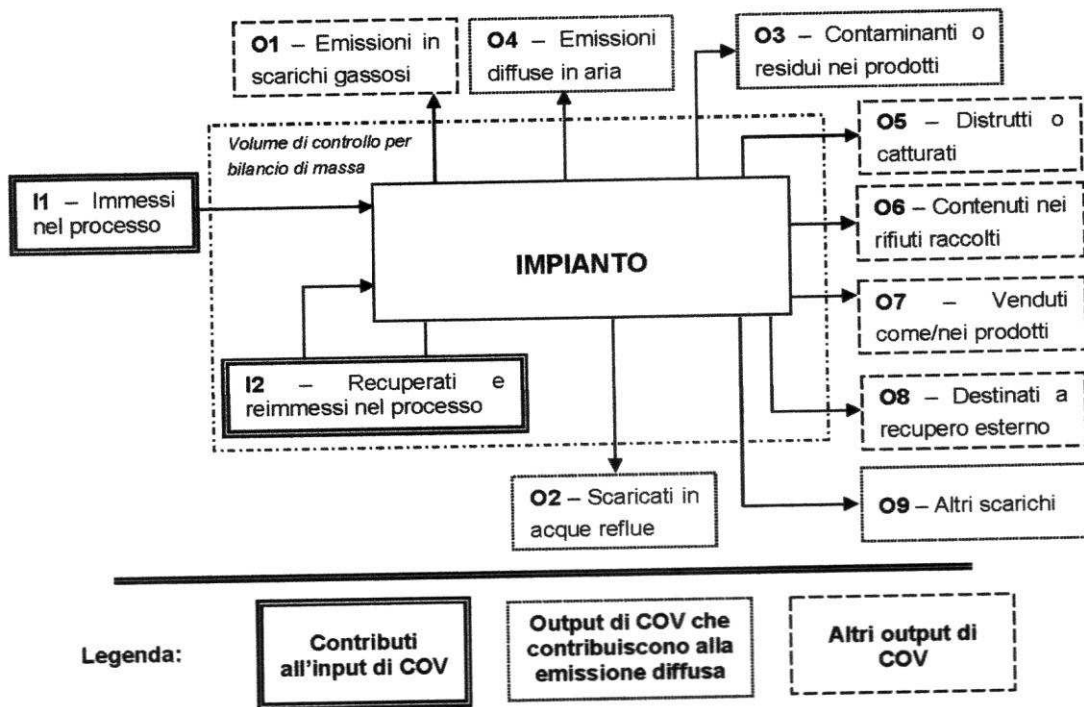 O1 – Emissioni in
scarichi gassosi
O4 – Emissioni
diffuse in aria
O3 – Contaminanti o
residui nei prodotti
Volume di controllo per
bilancio di massa
O5 – Distrutti o
catturati
I1 – Immessi
nel processo
O6 – Contenuti nei
rifiuti raccolti
IMPIANTO
O7 – Venduti
come/nei prodotti
I2 – Recuperati e
reimmessi nel processo
O8 – Destinati a
recupero esterno
O2 – Scaricati in
acque reflue
O9 – Altri scarichi
Legenda:
Contributi
all'input di COV
Output di COV che
contribuiscono alla
emissione diffusa
Altri output di
COV